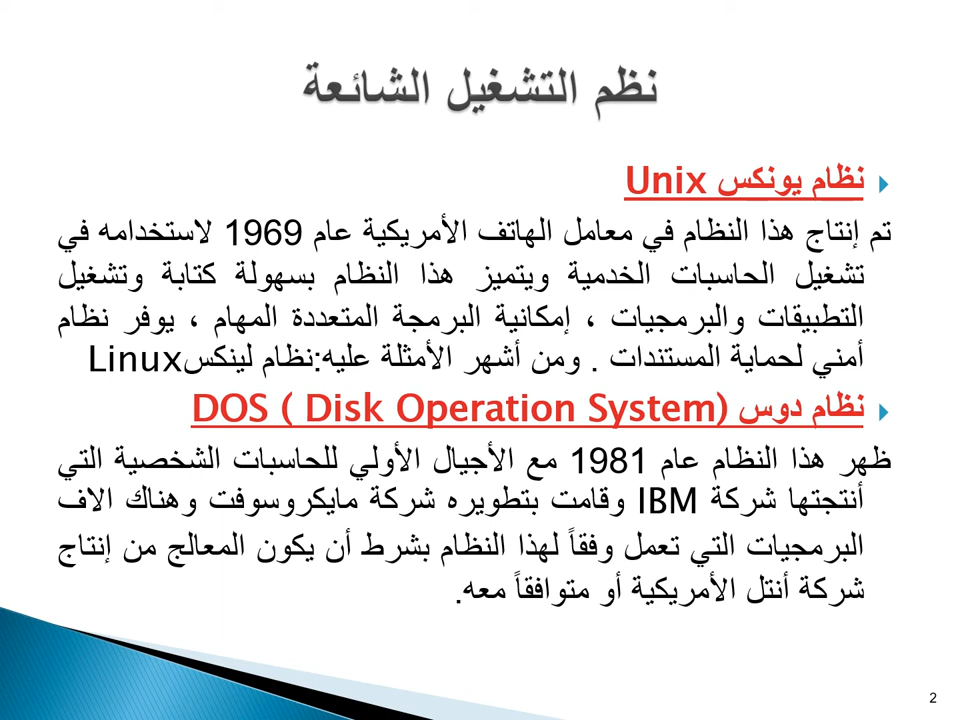 نظم التشغيل الشائعة
نظام يونكس Unix
تم إنتاج هذا النظام في معامل الهاتف الأمريكية عام 1969 لاستخدامه في
تشغيل الحاسبات الخدمية ويتميز هذا النظام بسهولة كتابة وتشغيل
التطبيقات والبرمجيات ، إمكانية البرمجة المتعددة المهام ، يوفر نظام
أمني لحماية المستندات . ومن أشهر الأمثلة عليه:نظام لينكسLinux
نظام دوس DOS ( Disk Operation System)
ظهر هذا النظام عام 1981 مع الأجيال الأولي للحاسبات الشخصية التي
أنتجتها شركة IBM وقامت بتطويره شركة مايكروسوفت وهناك الاف
البرمجيات التي تعمل وفقاً لهذا النظام بشرط أن يكون المعالج من إنتاج
شركة أنتل الأمريكية أو متوافقاً معه.
2